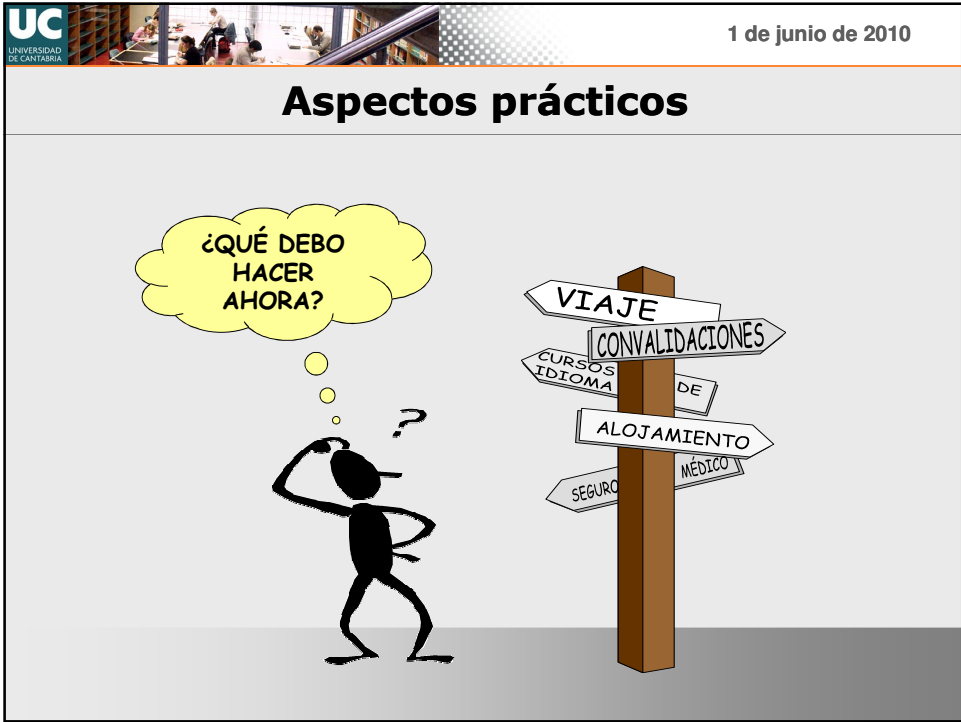 UC
UNIVERSIDAD
DE CANTABRIA
1 de junio de 2010
Aspectos prácticos
¿QUÉ DEBO
HACER
AHORA?
?
VIAJE
CONVALIDACIONES
CURSOS DE
IDIOMA
ALOJAMIENTO
SEGURO MÉDICO